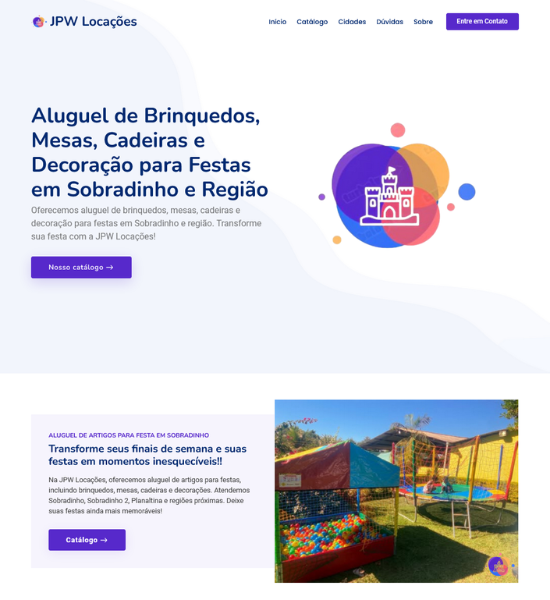 JPW Locações
Inicio Catálogo Cidades Dúvidas Sobre Entre em Contato
Aluguel de Brinquedos,
Mesas, Cadeiras e
Decoração para Festas
em Sobradinho e Região
Oferecemos aluguel de brinquedos, mesas, cadeiras e
decoração para festas em Sobradinho e região. Transforme
sua festa com a JPW Locações!
Nosso catálogo →
ALUGUEL DE ARTIGOS PARA FESTA EM SOBRADINHO
Transforme seus finais de semana e suas
festas em momentos inesquecíveis!!
Na JPW Locações, oferecemos aluguel de artigos para festas,
incluindo brinquedos, mesas, cadeiras e decorações. Atendemos
Sobradinho, Sobradinho 2, Planaltina e regiões próximas. Deixe
suas festas ainda mais memoráveis!
Catálogo →